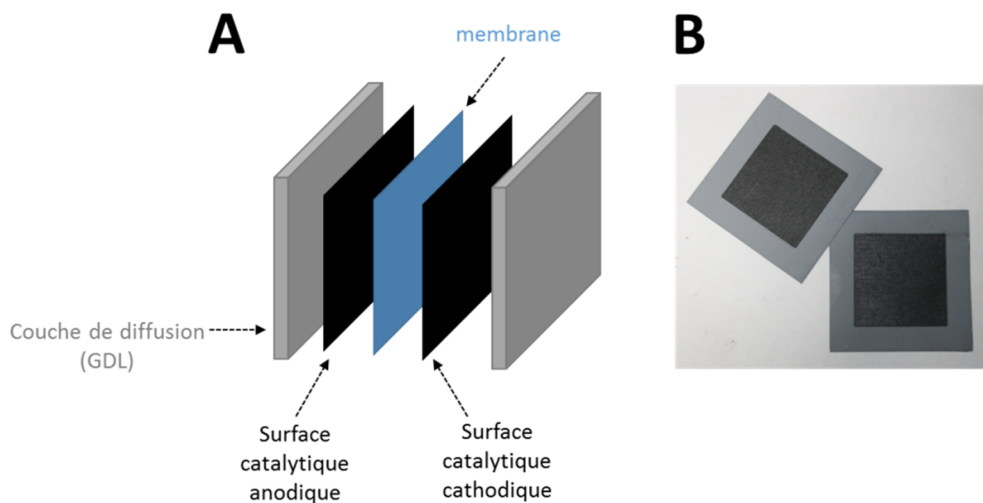 A
membrane
B
Couche de diffusion
(GDL)
Surface
catalytique
anodique
Surface
catalytique
cathodique